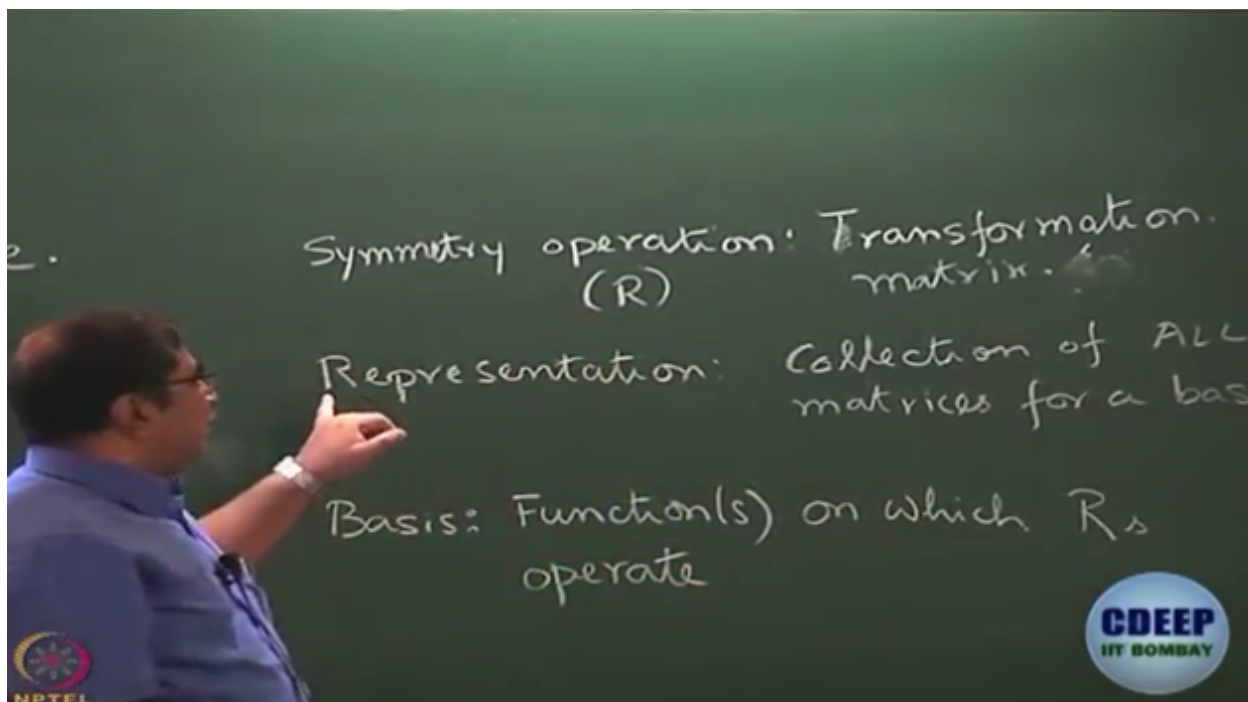 e.
Symmetry operation: Transformation.
(R) matrix.
Representation: Collection of ALL
matrices for a bas
Basis: Function(s) on which Rs
operate
CDEEP
IIT BOMBAY
NPTEL